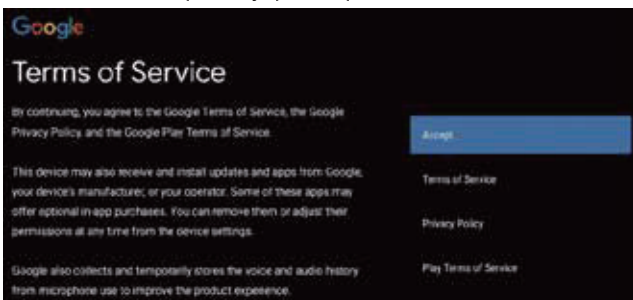 Google
Terms of Service
By continuing, you agree to the Google Terms of Service, the Google
Privacy Policy, and the Google Play Terms of Service.
This device may also receive and install updates and apps from Google,
your device's manufacturer, or your operator. Some of these apps may
offer optional in-app purchases. You can remove them or adjust their
permissions at any time from the device settings.
Google also collects and temporarily stores the voice and audio history
from microphone use to improve the product experience.
Accept
Terms of Service
Privacy Policy
Play Terms of Service